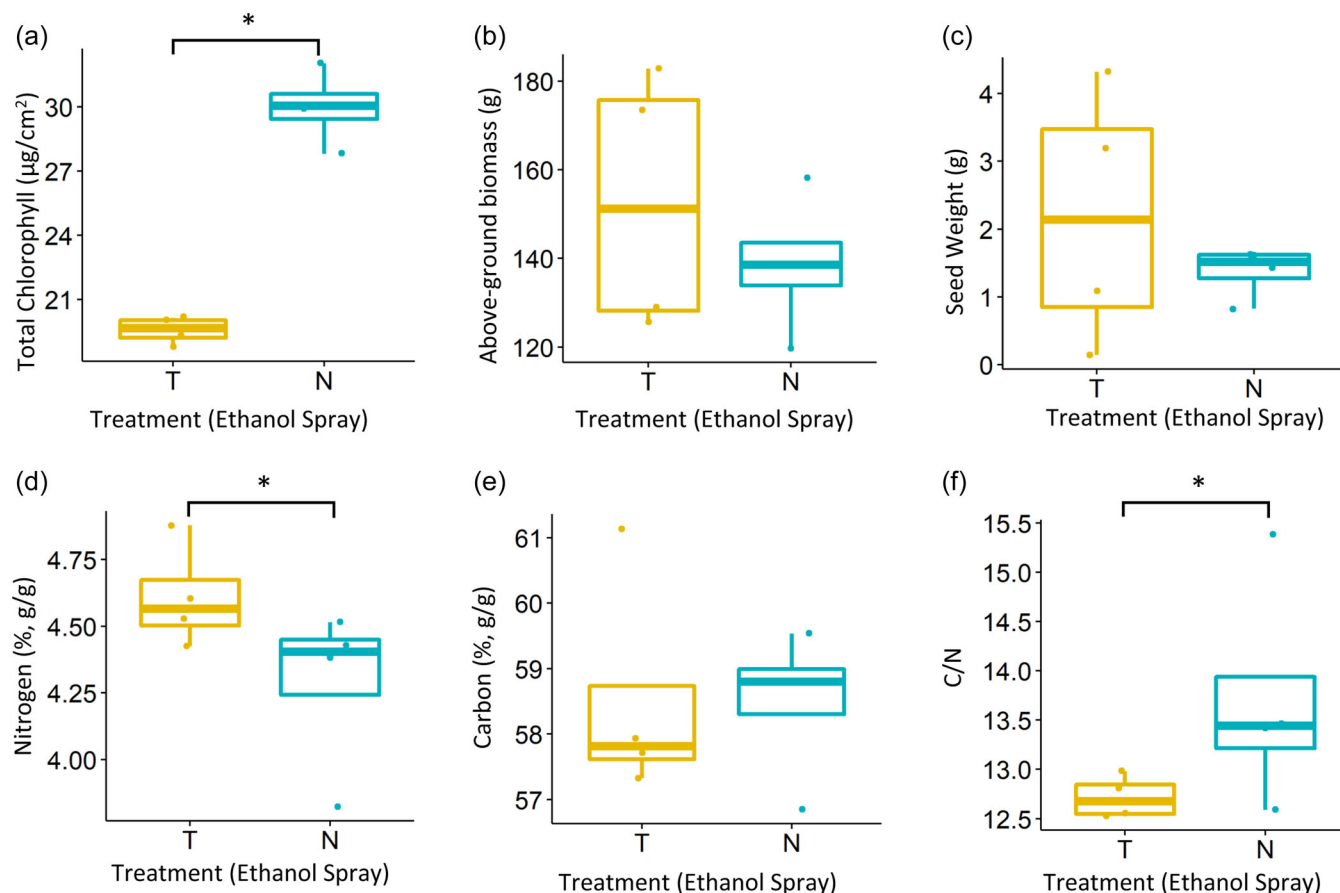 (a)
*
Total Chlorophyll (µg/cm²)
30
27
24
21
T N
Treatment (Ethanol Spray)
(b)
Above-ground biomass (g)
180
160
140
120
T N
Treatment (Ethanol Spray)
(c)
Seed Weight (g)
4
3
2
1
0
T N
Treatment (Ethanol Spray)
(d)
*
Nitrogen (%, g/g)
4.75
4.50
4.25
4.00
T N
Treatment (Ethanol Spray)
(e)
Carbon (%, g/g)
61
60
59
58
57
T N
Treatment (Ethanol Spray)
(f)
*
C/N
15.5
15.0
14.5
14.0
13.5
13.0
12.5
T N
Treatment (Ethanol Spray)